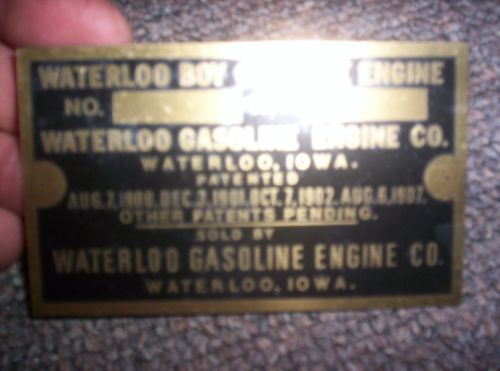 WATERLOO BOY ENGINE
NO.
WATERLOO GASOLINE ENGINE CO.
WATERLOO, IOWA.
PATENTED
AUG. 7, 1900, DEC. 3, 1901, OCT. 7, 1902, AUG. 6, 1907.
OTHER PATENTS PENDING.
SOLD BY
WATERLOO GASOLINE ENGINE CO.
WATERLOO, IOWA.